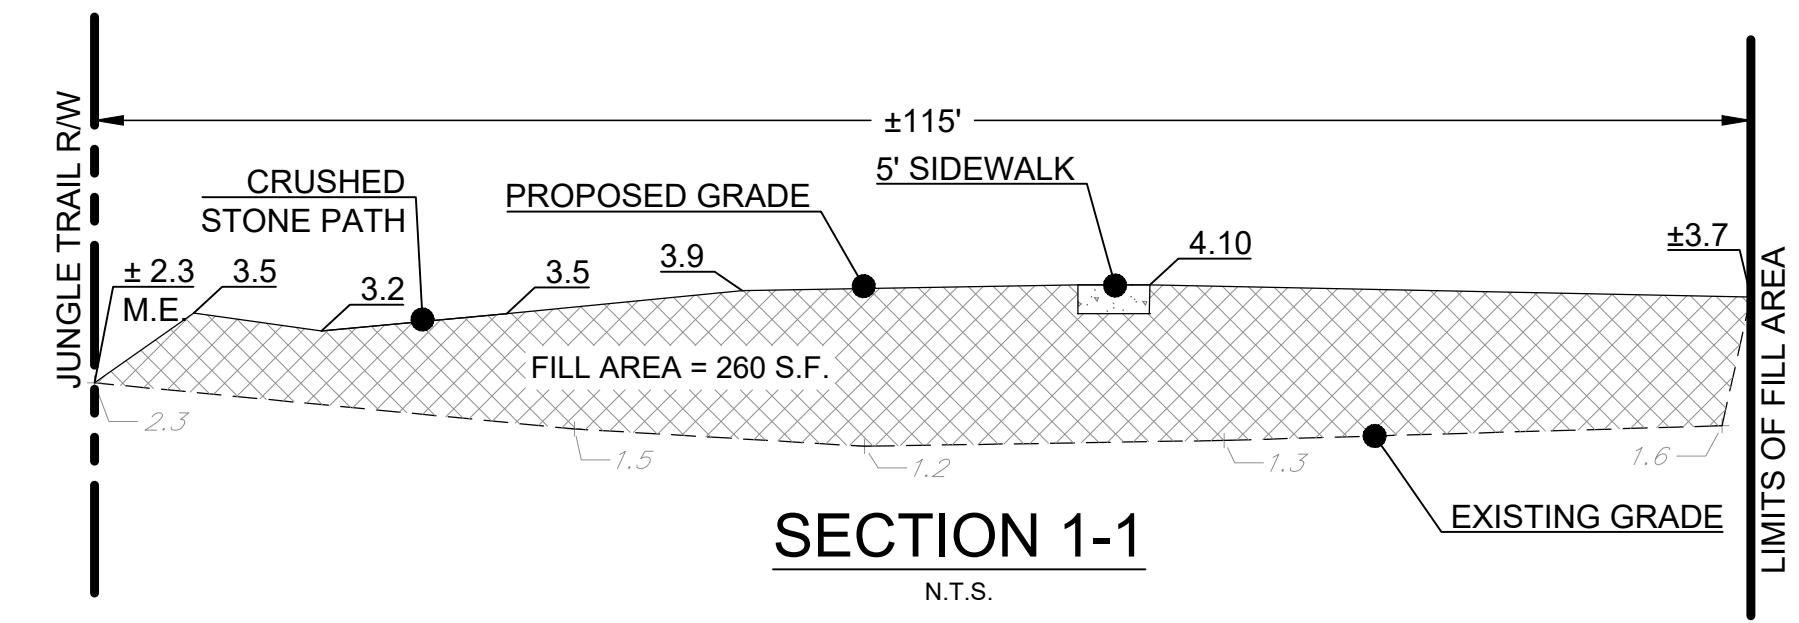 ±115'
5' SIDEWALK
CRUSHED
STONE PATH
PROPOSED GRADE
JUNGLE TRAIL R/W
± 2.3
M.E.
3.5
3.2
3.5
3.9
4.10
±3.7
FILL AREA = 260 S.F.
2.3
1.5
1.2
1.3
1.6
EXISTING GRADE
LIMITS OF FILL AREA
SECTION 1-1
N.T.S.